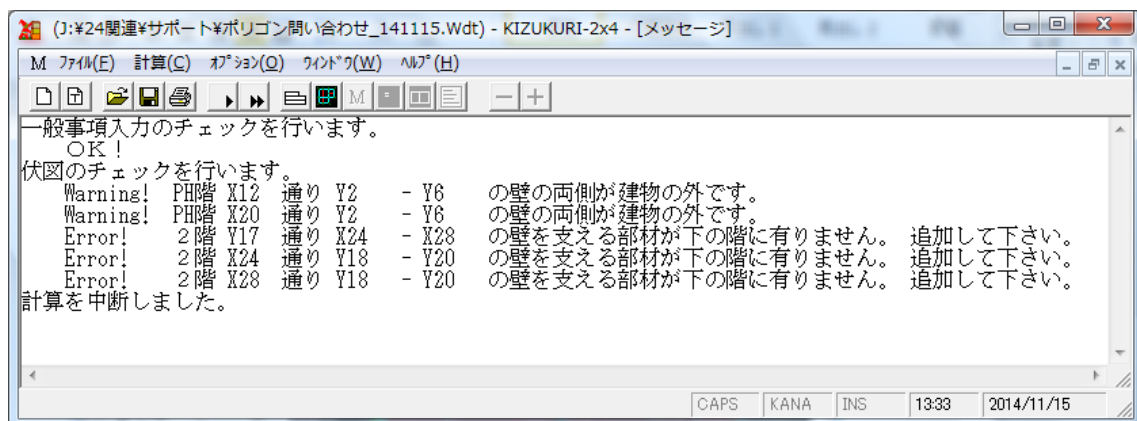 (J:¥24関連¥サポート¥ポリゴン問い合わせ_141115.Wdt) - KIZUKURI-2x4 - [メッセージ]
M ファイル(F) 計算(C) オプション(O) ウィンドウ(W) ヘルプ(H)
一般事項入力のチェックを行います。
OK!
伏図のチェックを行います。
Warning! PH階 X12 通り Y2 - Y6 の壁の両側が建物の外です。
Warning! PH階 X20 通り Y2 - Y6 の壁の両側が建物の外です。
Error! 2階 Y17 通り X24 - X28 の壁を支える部材が下の階に有りません。 追加して下さい。
Error! 2階 X24 通り Y18 - Y20 の壁を支える部材が下の階に有りません。 追加して下さい。
Error! 2階 X28 通り Y18 - Y20 の壁を支える部材が下の階に有りません。 追加して下さい。
計算を中断しました。
CAPS KANA INS 13:33 2014/11/15